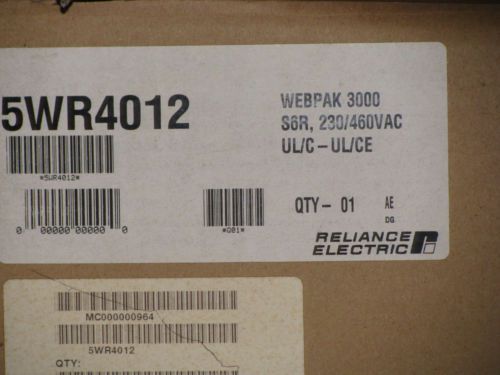 5WR4012
WEBPAK 3000
S6R, 230/460VAC
UL/C-UL/CE
*5WR4012*
QTY- 01 AE
DG
0 00000 00000 0
*Q01*
RELIANCE
ELECTRIC
MC000000964
5WR4012
QTY: